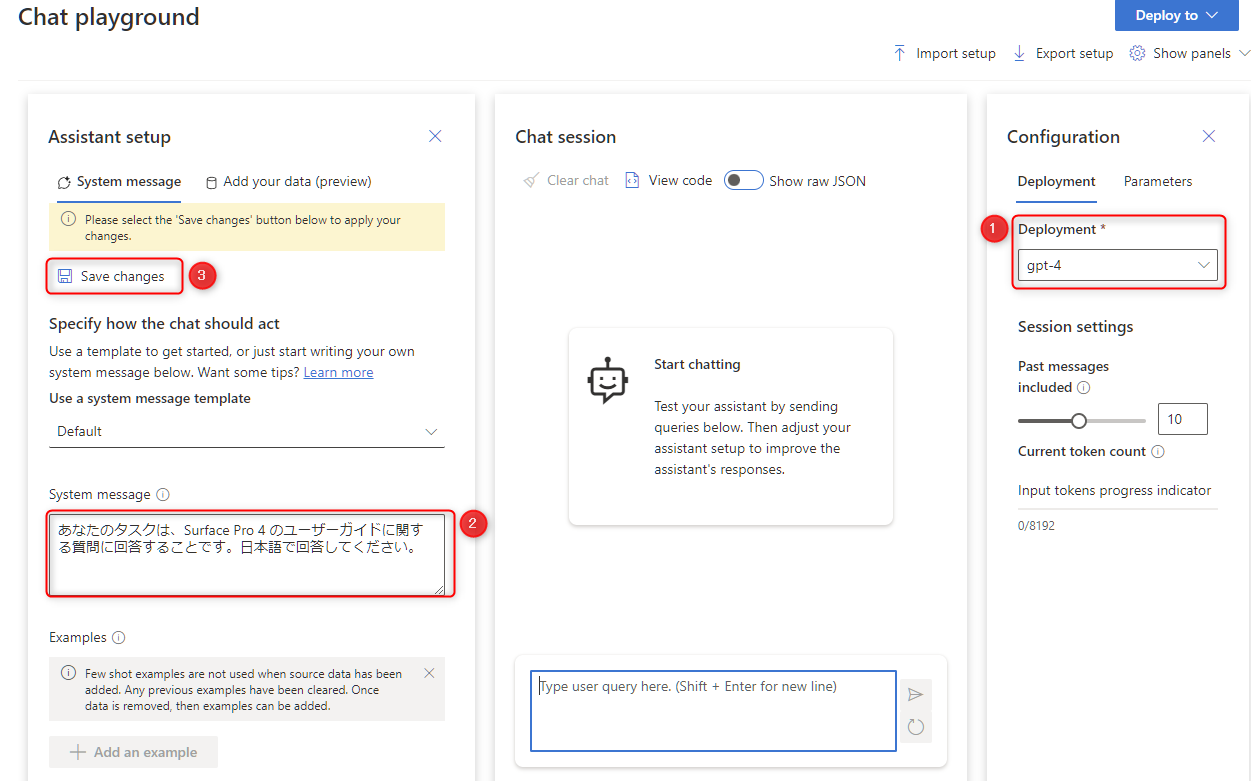 Chat playground
Deploy to
Import setup
Export setup
Show panels
Assistant setup
System message
Add your data (preview)
Please select the 'Save changes' button below to apply your
changes.
Save changes
3
Specify how the chat should act
Use a template to get started, or just start writing your own
system message below. Want some tips? Learn more
Use a system message template
Default
System message
あなたのタスクは、Surface Pro 4 のユーザーガイドに関す
る質問に回答することです。日本語で回答してください。
2
Examples
Few shot examples are not used when source data has been
added. Any previous examples have been cleared. Once
data is removed, then examples can be added.
Add an example
Chat session
Clear chat
View code
Show raw JSON
Start chatting
Test your assistant by sending
queries below. Then adjust your
assistant setup to improve the
assistant's responses.
Type user query here. (Shift + Enter for new line)
Configuration
Deployment
Parameters
1
Deployment *
gpt-4
Session settings
Past messages
included
10
Current token count
Input tokens progress indicator
0/8192